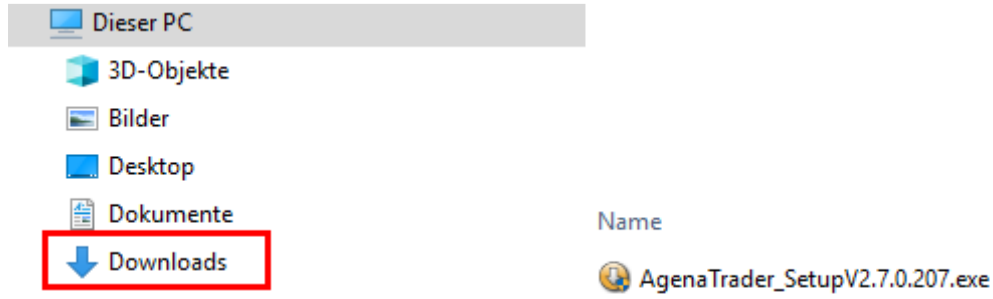 Dieser PC
3D-Objekte
Bilder
Desktop
Dokumente
Downloads
Name
AgenaTrader_SetupV2.7.0.207.exe